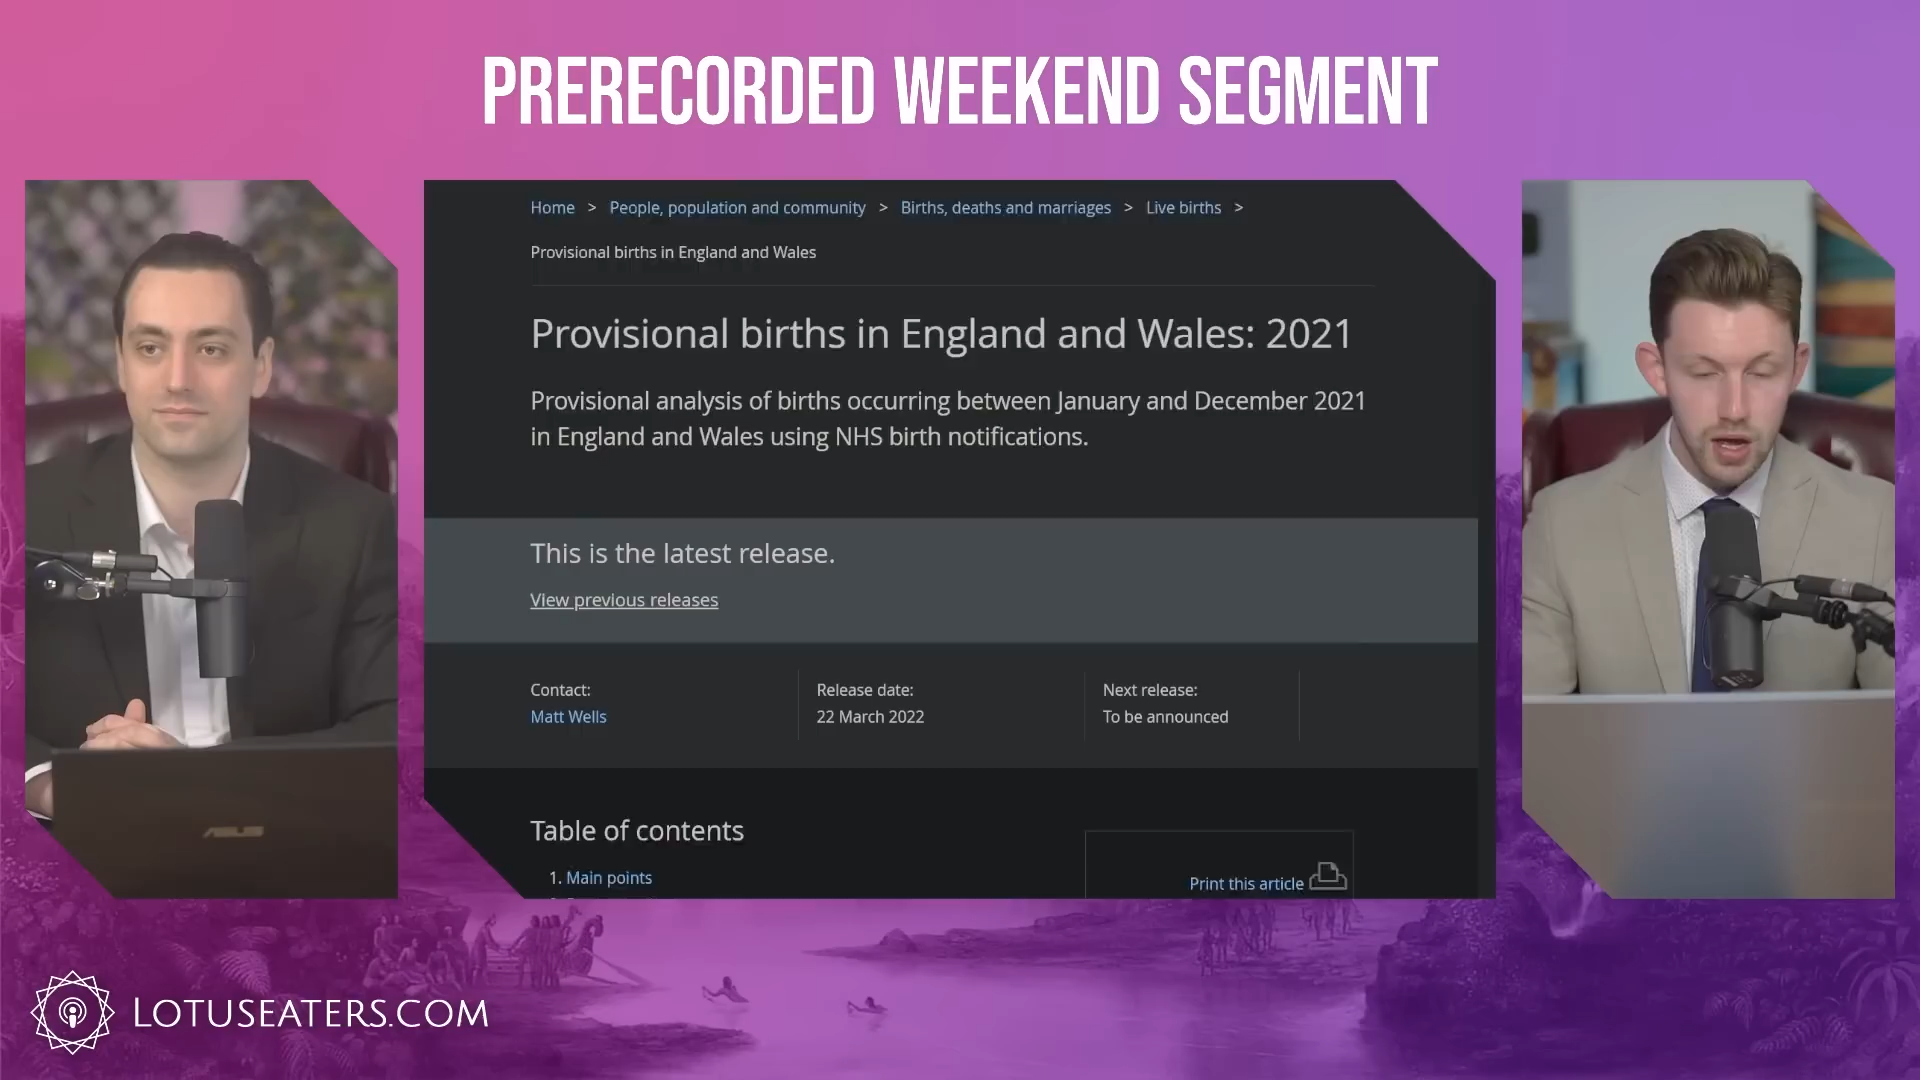 PRERECORDED WEEKEND SEGMENT
Home > People, population and community > Births, deaths and marriages > Live births >
Provisional births in England and Wales
Provisional births in England and Wales: 2021
Provisional analysis of births occurring between January and December 2021
in England and Wales using NHS birth notifications.
This is the latest release.
View previous releases
Contact:
Matt Wells
Release date:
22 March 2022
Next release:
To be announced
Table of contents
1. Main points
Print this article
ASUS
LOTUSEATERS.COM